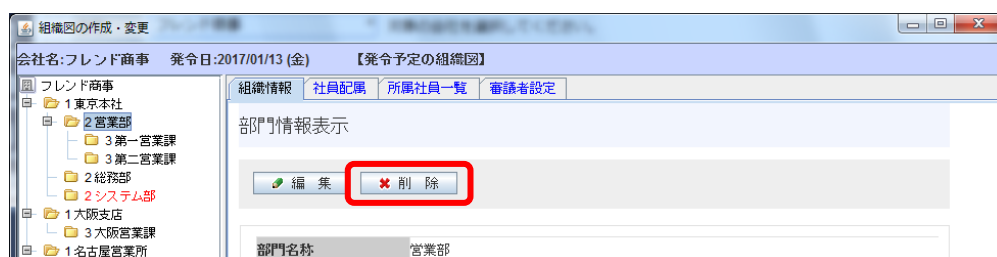 組織図の作成・変更
会社名:フレンド商事 発令日:2017/01/13 (金) 【発令予定の組織図】
フレンド商事
1東京本社
2営業部
3第一営業課
3第二営業課
2総務部
2システム部
1大阪支店
3大阪営業課
1名古屋営業所
組織情報 社員配属 所属社員一覧 審議者設定
部門情報表示
編 集 削 除
部門名称 営業部